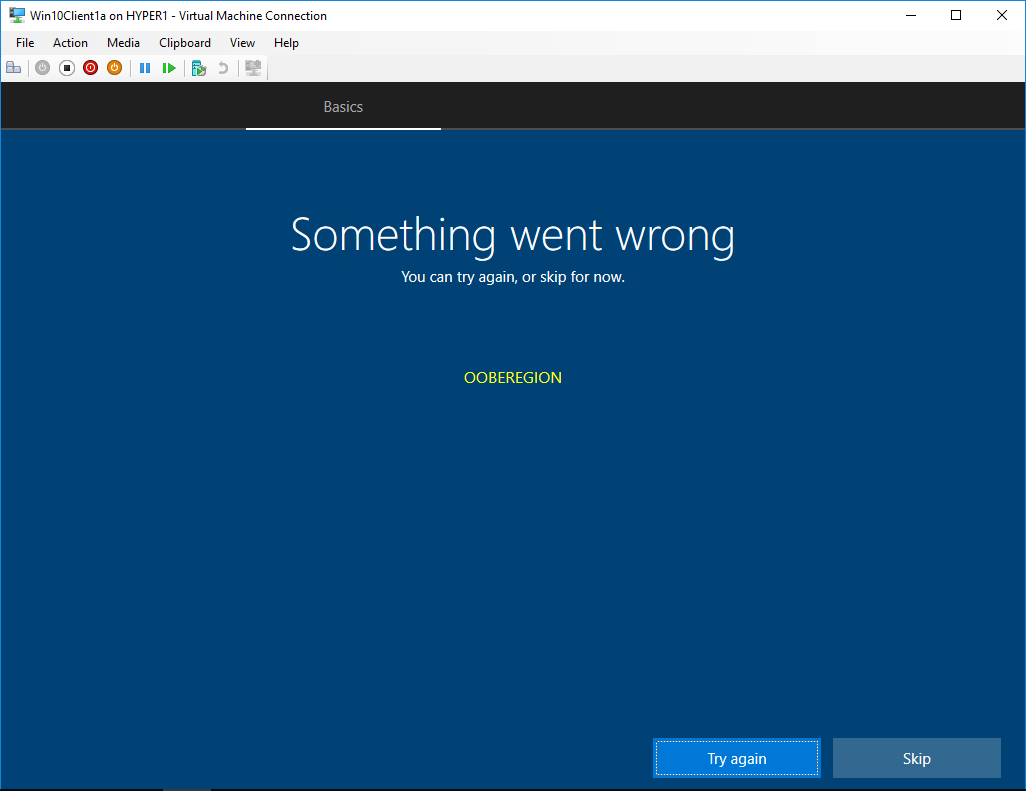 Win10Client1a on HYPER1 - Virtual Machine Connection
File Action Media Clipboard View Help
Basics
Something went wrong
You can try again, or skip for now.
OOBEREGION
Try again Skip